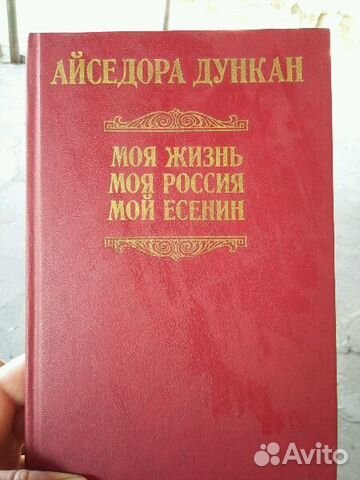 АЙСЕДОРА ДУНКАН
МОЯ ЖИЗНЬ
МОЯ РОССИЯ
МОЙ ЕСЕНИН
Avito